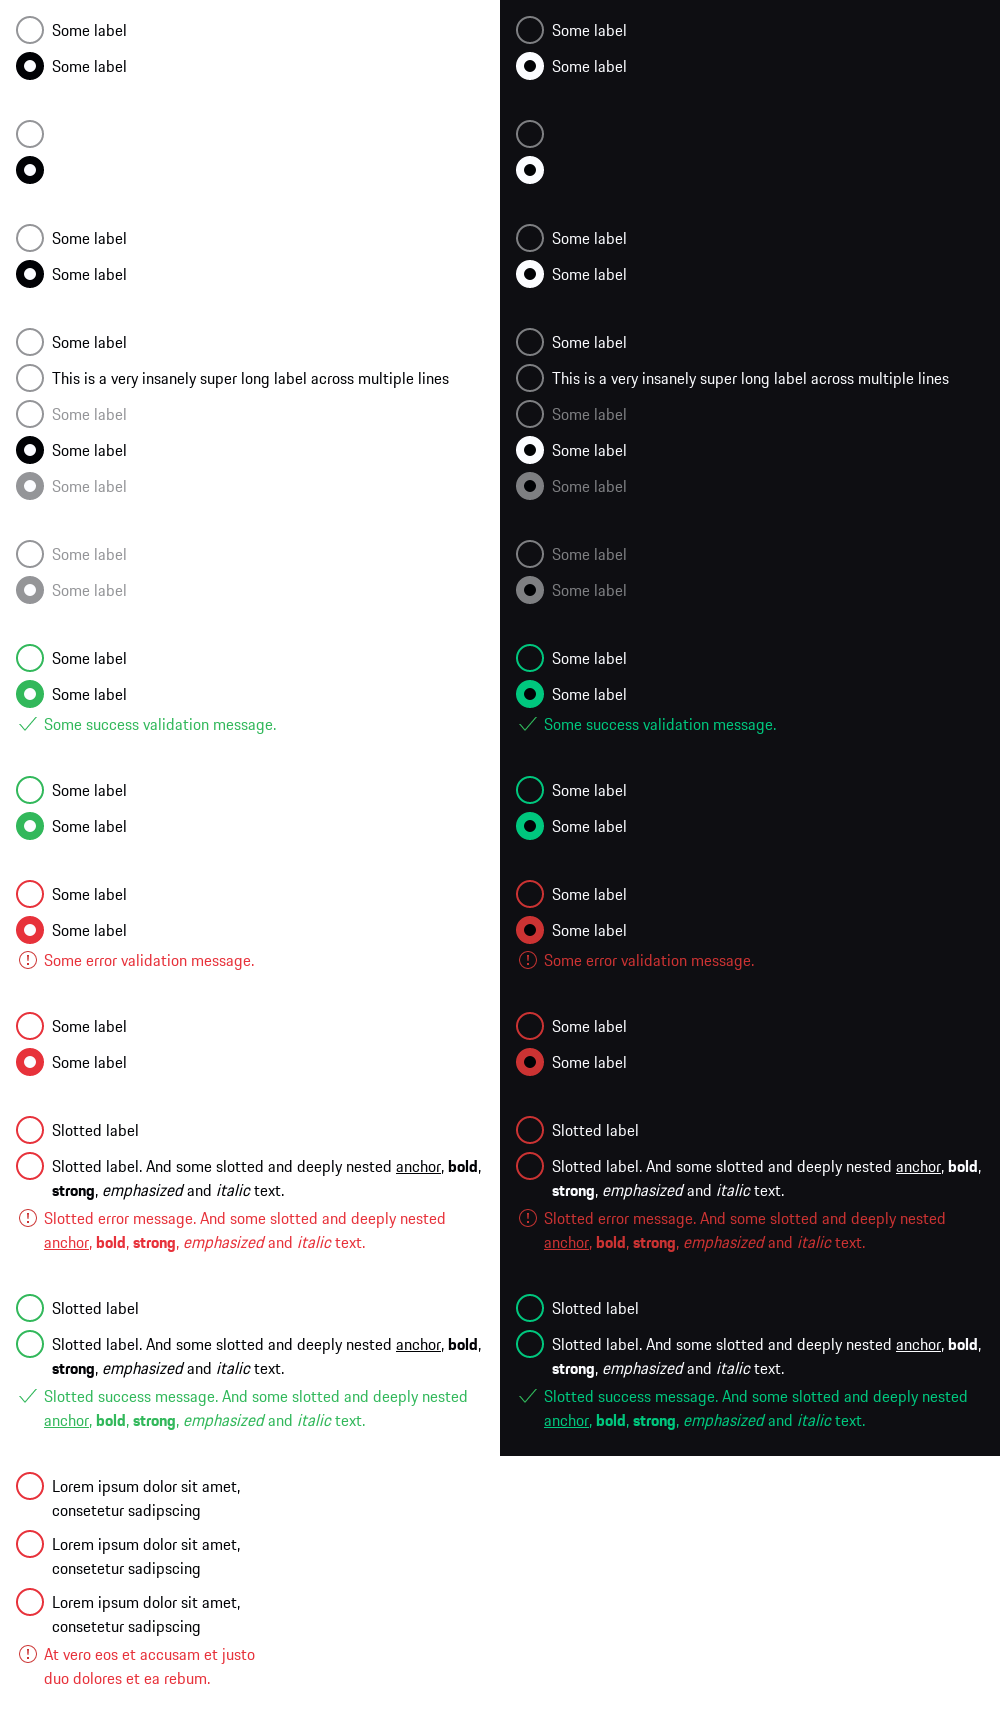 Some label
Some label
Some label
Some label
Some label
This is a very insanely super long label across multiple lines
Some label
Some label
Some label
Some label
Some label
Some label
Some label
Some success validation message.
Some label
Some label
Some label
Some label
Some error validation message.
Some label
Some label
Slotted label
Slotted label. And some slotted and deeply nested anchor, bold,
strong, emphasized and italic text.
Slotted error message. And some slotted and deeply nested
anchor, bold, strong, emphasized and italic text.
Slotted label
Slotted label. And some slotted and deeply nested anchor, bold,
strong, emphasized and italic text.
Slotted success message. And some slotted and deeply nested
anchor, bold, strong, emphasized and italic text.
Lorem ipsum dolor sit amet,
consetetur sadipscing
Lorem ipsum dolor sit amet,
consetetur sadipscing
Lorem ipsum dolor sit amet,
consetetur sadipscing
At vero eos et accusam et justo
duo dolores et ea rebum.
Some label
Some label
Some label
Some label
Some label
This is a very insanely super long label across multiple lines
Some label
Some label
Some label
Some label
Some label
Some label
Some label
Some success validation message.
Some label
Some label
Some label
Some label
Some error validation message.
Some label
Some label
Slotted label
Slotted label. And some slotted and deeply nested anchor, bold,
strong, emphasized and italic text.
Slotted error message. And some slotted and deeply nested
anchor, bold, strong, emphasized and italic text.
Slotted label
Slotted label. And some slotted and deeply nested anchor, bold,
strong, emphasized and italic text.
Slotted success message. And some slotted and deeply nested
anchor, bold, strong, emphasized and italic text.